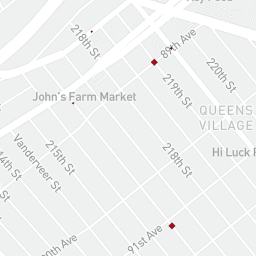 218th St
89th Ave
220th St
219th St
John's Farm Market
QUEENS
VILLAGE
Hi Luck
218th St
215th St
Vanderveer St
14th St
91st Ave